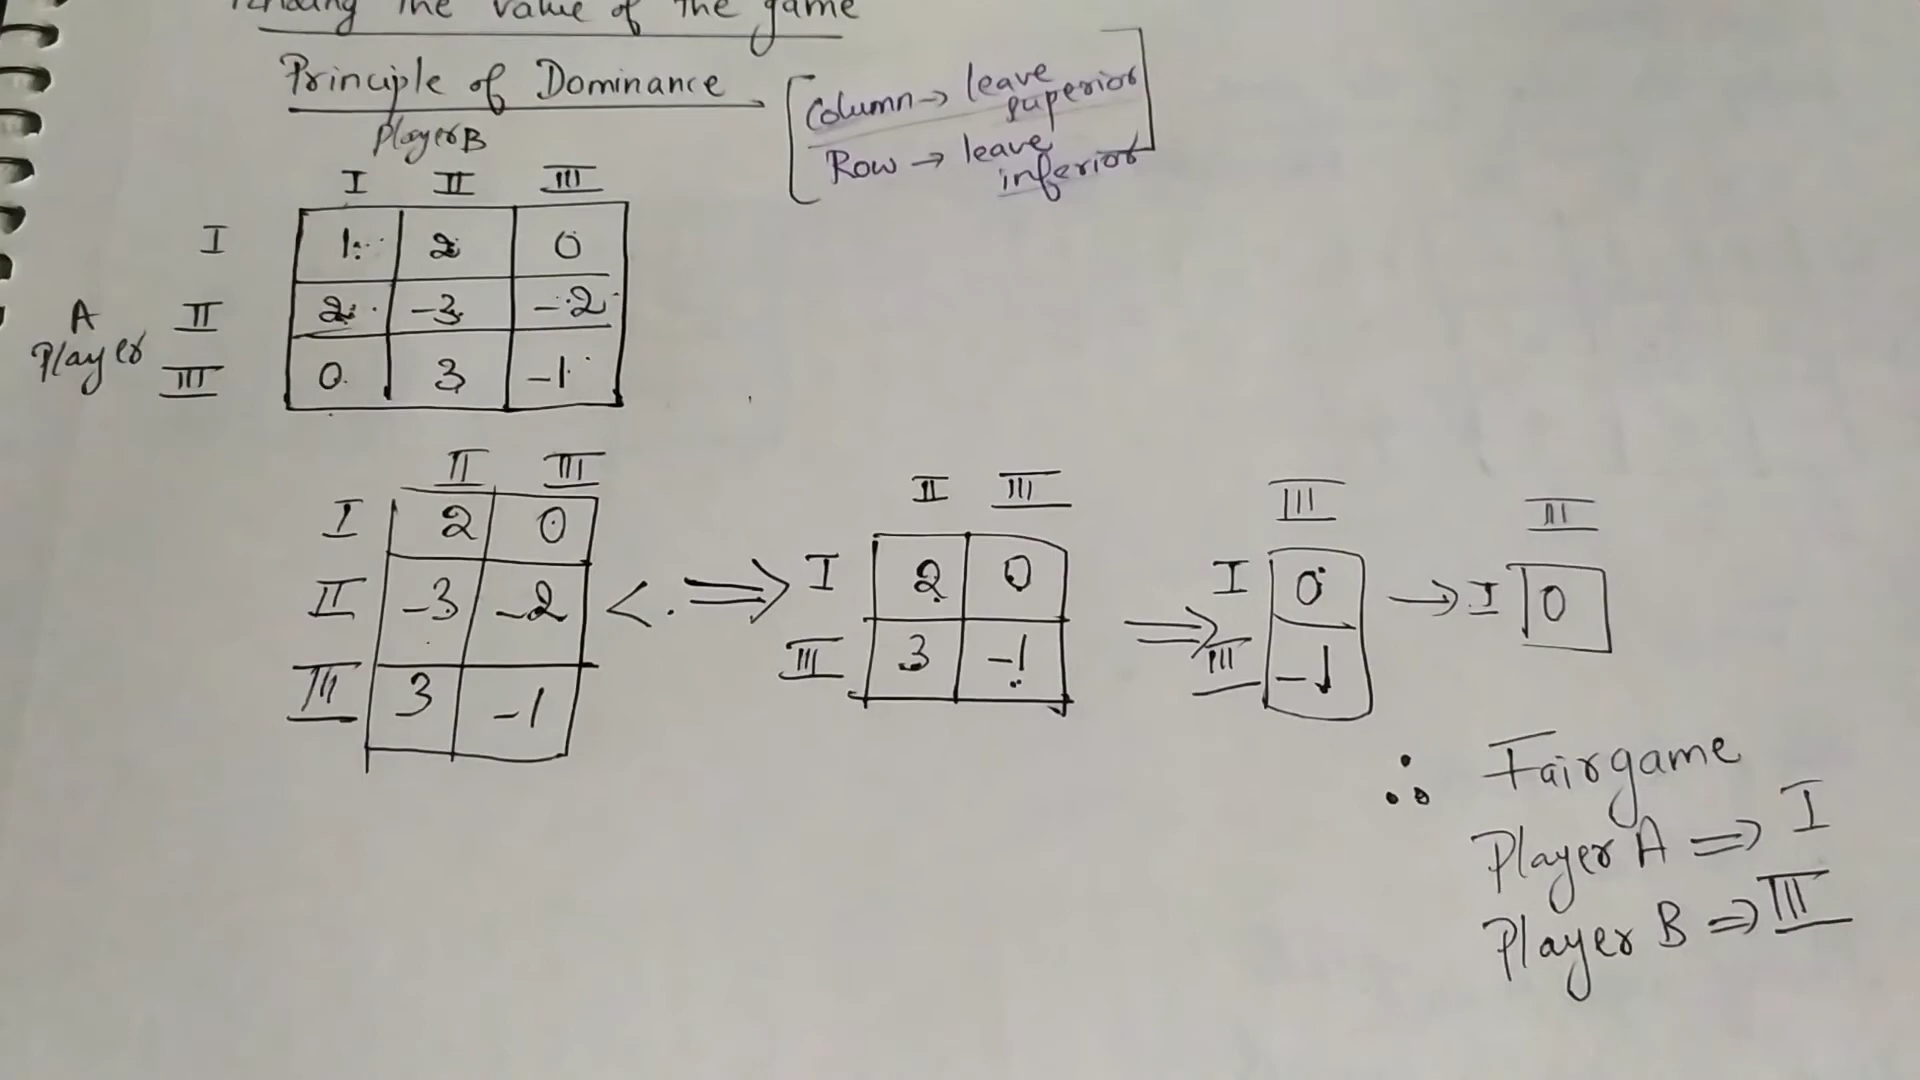 Finding the value of the game
Principle of Dominance
[Column → leave superior
Row → leave inferior]
Player B
I II III
I 1 2 0
A Player
II 2 -3 -2
III 0 3 -1
II III
I 2 0
II -3 -2 < . ⇒
III 3 -1
II III
I 2 0
III 3 -1
⇒
III
I 0
III -1
→
III
I 0
∴ Fairgame
Player A ⇒ I
Player B ⇒ III